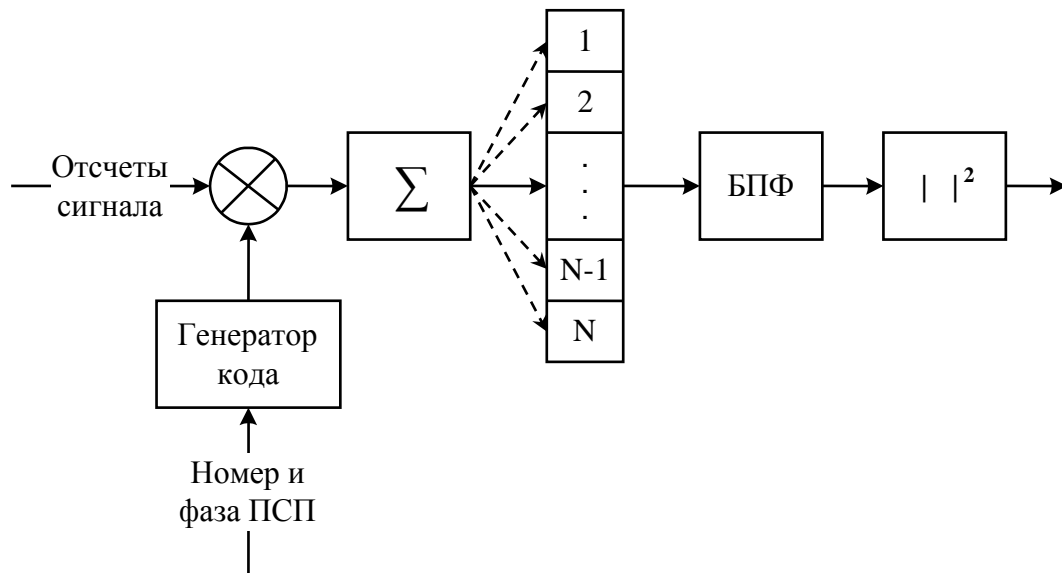 1
2
Отсчеты
сигнала
∑
.
.
.
БПФ
| |²
N-1
N
Генератор
кода
Номер и
фаза ПСП